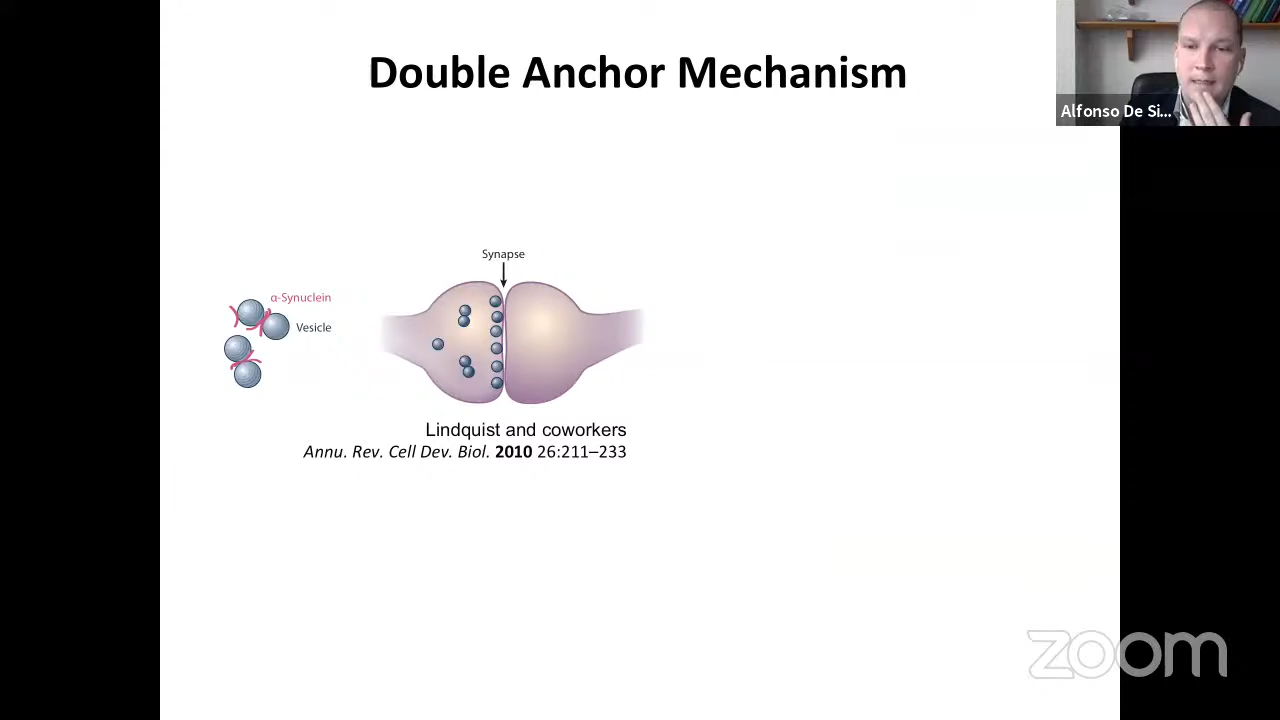 Double Anchor Mechanism
Alfonso De Si...
Synapse
α-Synuclein
Vesicle
Lindquist and coworkers
Annu. Rev. Cell Dev. Biol. 2010 26:211–233
zoom